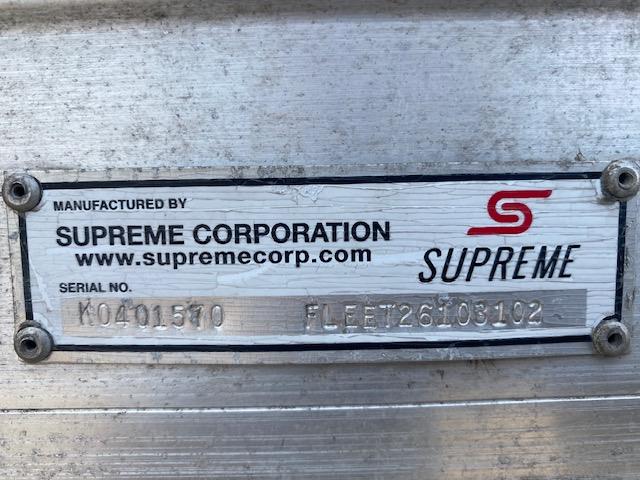 MANUFACTURED BY
SUPREME CORPORATION
www.supremecorp.com
SUPREME
SERIAL NO.
K0401570 FLEET26103102